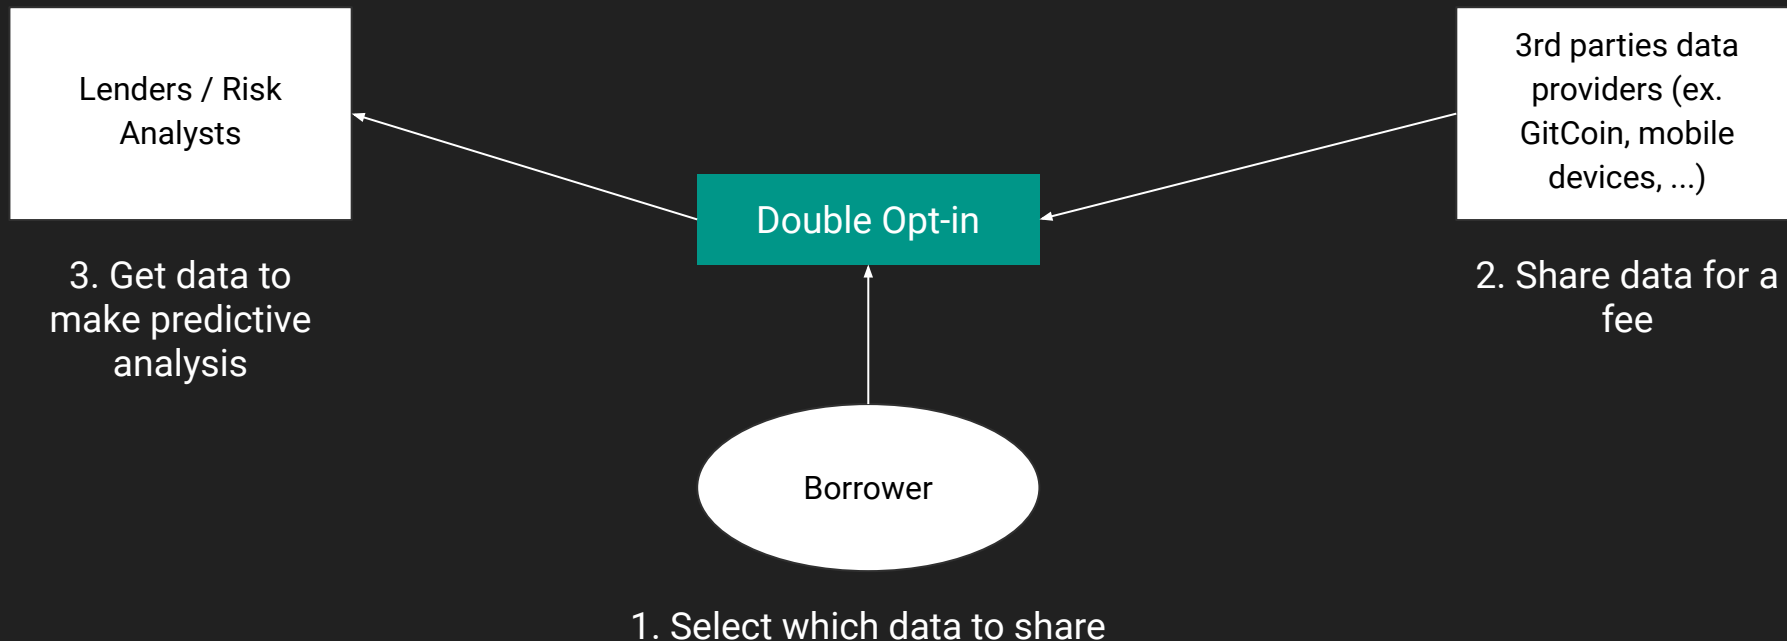 Lenders / Risk
Analysts
3rd parties data
providers (ex.
GitCoin, mobile
devices, ...)
Double Opt-in
3. Get data to
make predictive
analysis
2. Share data for a
fee
Borrower
1. Select which data to share